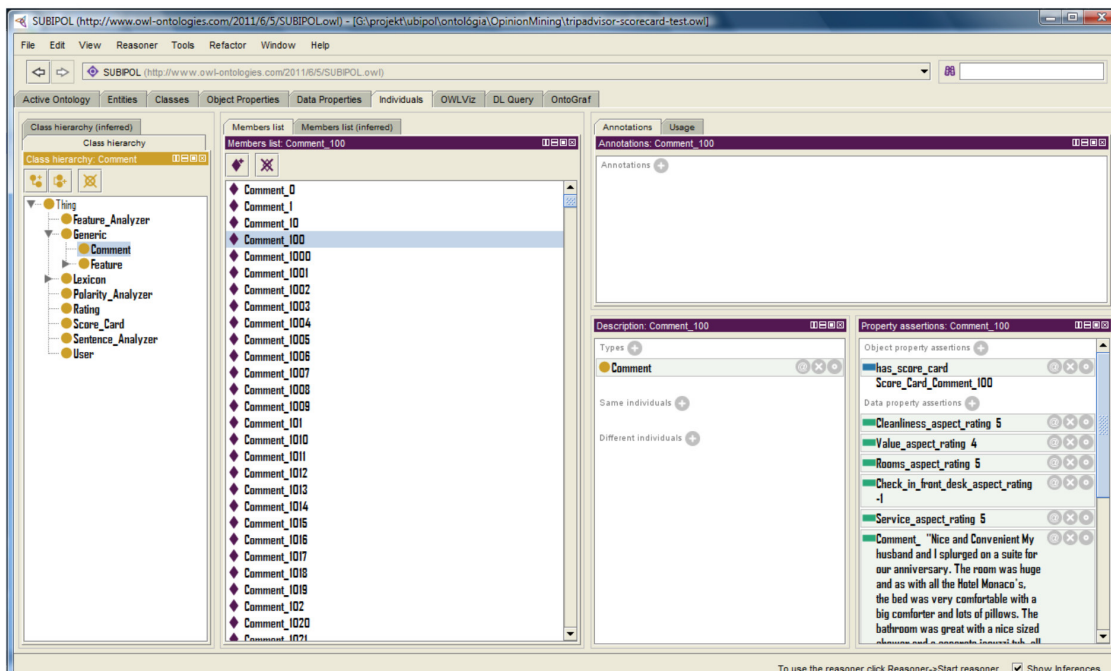 SUBIPOL (http://www.owl-ontologies.com/2011/6/5/SUBIPOL.owl) - [G:\projekt\ubipol\ontológia\OpinionMining\tripadvisor-scorecard-test.owl]
File Edit View Reasoner Tools Refactor Window Help
SUBIPOL (http://www.owl-ontologies.com/2011/6/5/SUBIPOL.owl)
Active Ontology Entities Classes Object Properties Data Properties Individuals OWLViz DL Query OntoGraf
Class hierarchy (inferred)
Class hierarchy
Class hierarchy: Comment
Thing
Feature_Analyzer
Generic
Comment
Feature
Lexicon
Polarity_Analyzer
Rating
Score_Card
Sentence_Analyzer
User
Members list Members list (inferred)
Members list: Comment_100
Comment_0
Comment_1
Comment_10
Comment_100
Comment_1000
Comment_1001
Comment_1002
Comment_1003
Comment_1004
Comment_1005
Comment_1006
Comment_1007
Comment_1008
Comment_1009
Comment_101
Comment_1010
Comment_1011
Comment_1012
Comment_1013
Comment_1014
Comment_1015
Comment_1016
Comment_1017
Comment_1018
Comment_1019
Comment_102
Comment_1020
Comment_1021
Annotations Usage
Annotations: Comment_100
Annotations
Description: Comment_100
Types
Comment
Same individuals
Different individuals
Property assertions: Comment_100
Object property assertions
has_score_card
Score_Card_Comment_100
Data property assertions
Cleanliness_aspect_rating 5
Value_aspect_rating 4
Rooms_aspect_rating 5
Check_in_front_desk_aspect_rating
-1
Service_aspect_rating 5
Comment_ "Nice and Convenient My
husband and I splurged on a suite for
our anniversary. The room was huge
and as with all the Hotel Monaco's,
the bed was very comfortable with a
big comforter and lots of pillows. The
bathroom was great with a nice sized
shower and a separate jacuzzi tub, all
To use the reasoner click Reasoner->Start reasoner Show Inferences